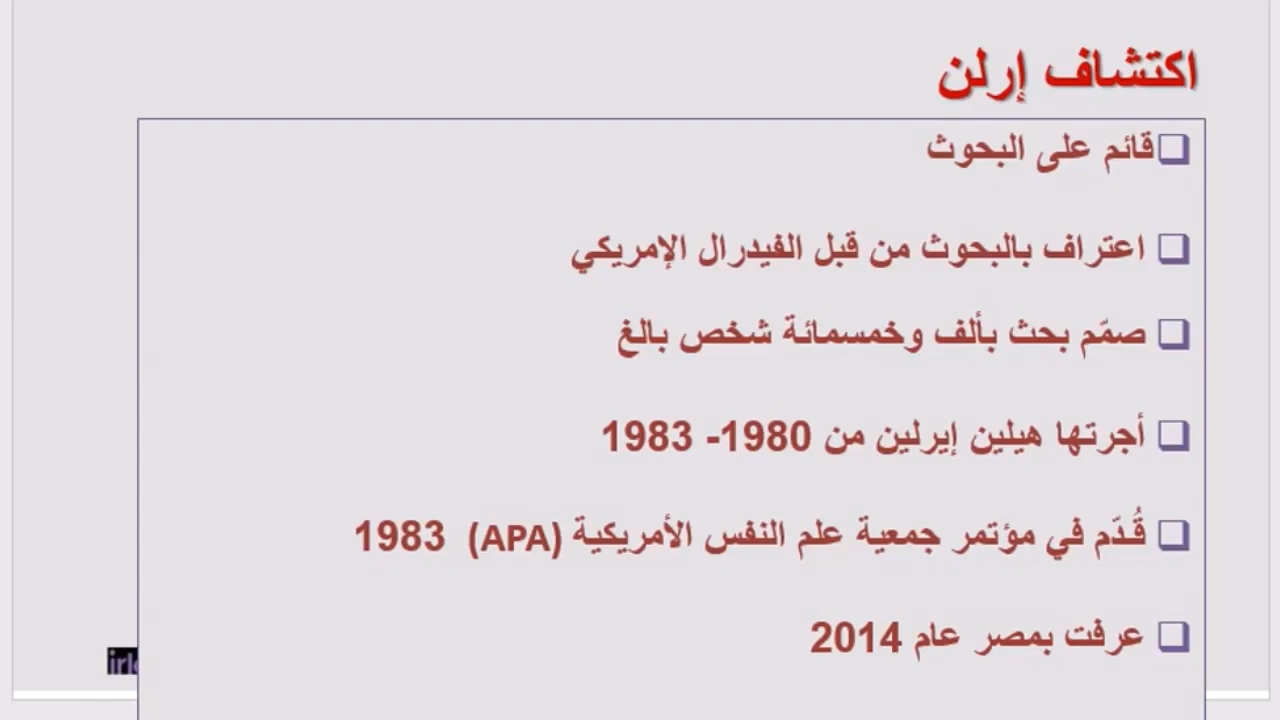 اكتشاف إرلن
قائم على البحوث
اعتراف بالبحوث من قبل الفيدرال الإمريكي
صمّم بحث بألف وخمسمائة شخص بالغ
أجرتها هيلين إيرلين من 1980- 1983
قُدّم في مؤتمر جمعية علم النفس الأمريكية (APA) 1983
عرفت بمصر عام 2014